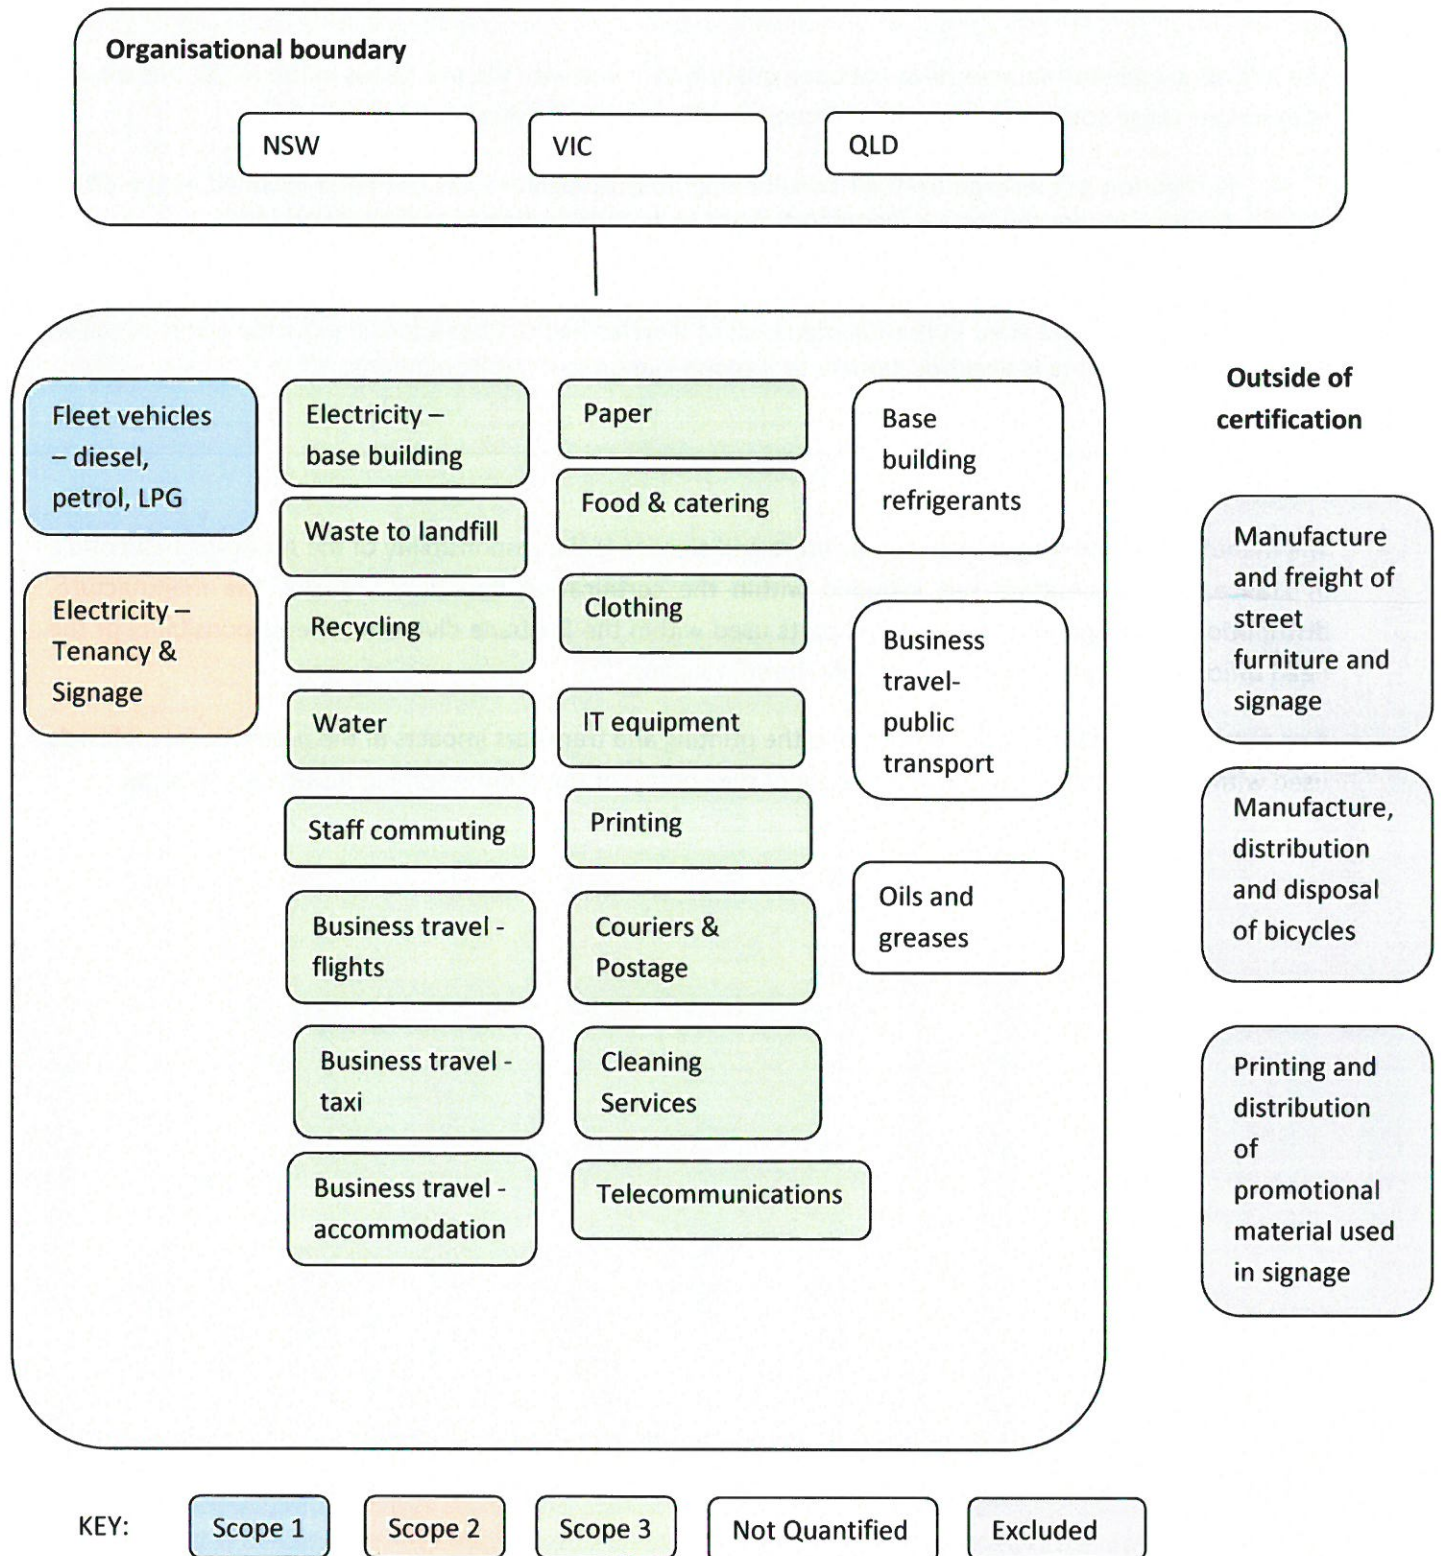 Organisational boundary
NSW
VIC
QLD
Fleet vehicles
– diesel,
petrol, LPG
Electricity –
Tenancy &
Signage
Electricity –
base building
Waste to landfill
Recycling
Water
Staff commuting
Business travel -
flights
Business travel -
taxi
Business travel -
accommodation
Paper
Food & catering
Clothing
IT equipment
Printing
Couriers &
Postage
Cleaning
Services
Telecommunications
Base
building
refrigerants
Business
travel-
public
transport
Oils and
greases
Outside of
certification
Manufacture
and freight of
street
furniture and
signage
Manufacture,
distribution
and disposal
of bicycles
Printing and
distribution
of
promotional
material used
in signage
KEY:
Scope 1
Scope 2
Scope 3
Not Quantified
Excluded